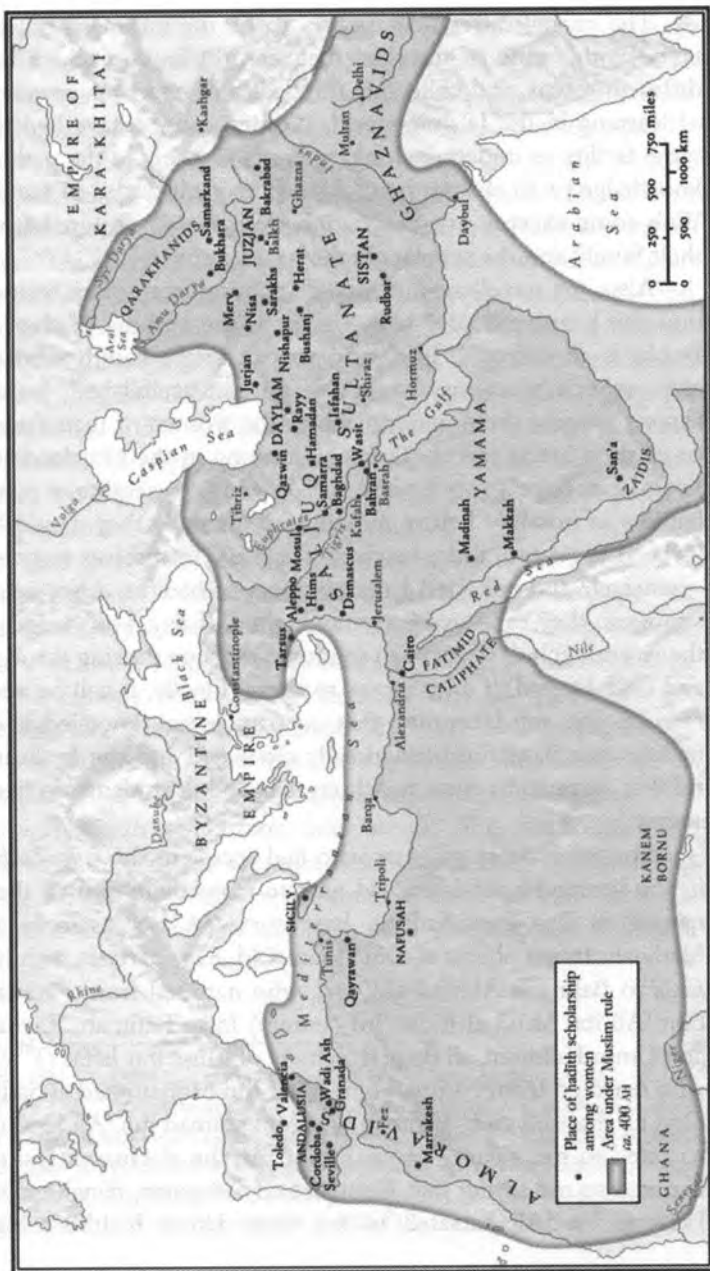 EMPIRE OF
KARAKHITAI
Kashgar
Syr Darya
QARAKHANIDS
Samarkand
Bukhara
Aral
Sea
Amu Darya
JUZJAN
Balkh
Bakrabad
Ghazna
Indus
Multan
Delhi
GHAZNAVIDS
Merv
Nisa
Sarakhs
Herat
Nishapur
Bushanj
SISTAN
Rudbar
Daybul
Arabian Sea
Volga
Caspian Sea
Jurjan
DAYLAM
Rayy
Qazwin
Hamadan
Isfahan
Tibriz
SALJUQ SULTANATE
Shiraz
Hormuz
The Gulf
Samarra
Baghdad
Wasit
Mosul
Euphrates
Tigris
Kufah
Bahran
Basrah
YAMAMA
Aleppo
Hims
Damascus
Jerusalem
Tarsus
Madinah
Makkah
San'a
ZAIDIS
Red Sea
Black Sea
Constantinople
BYZANTINE
EMPIRE
Danube
Rhine
Mediterranean Sea
Cairo
FATIMID
CALIPHATE
Nile
Alexandria
Barqa
SICILY
Tunis
Tripoli
Qayrawan
NAFUSAH
KANEM
BORNU
Toledo
Valencia
ANDALUSIA
Cordoba
Seville
Wadi Ash
Granada
Fez
Marrakesh
ALMORAVID
GHANA
Niger
Place of hadith scholarship
among women
Area under Muslim rule
ca. 400 AH
0 250 500 750 miles
0 500 1000 km